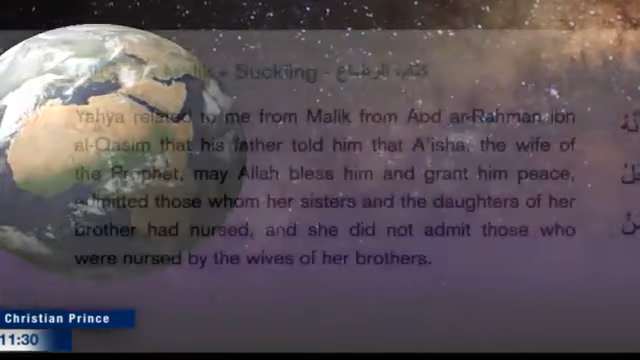 Malik - Suckling - كتاب الرضاع
Yahya related to me from Malik from Abd ar-Rahman ibn
al-Qasim that his father told him that A'isha, the wife of
the Prophet, may Allah bless him and grant him peace,
admitted those whom her sisters and the daughters of her
brother had nursed, and she did not admit those who
were nursed by the wives of her brothers.
Christian Prince
11:30